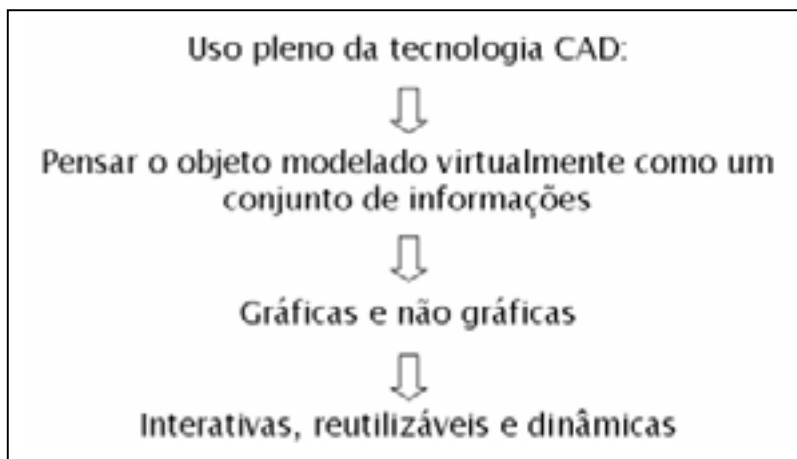 Uso pleno da tecnologia CAD:
Pensar o objeto modelado virtualmente como um
conjunto de informações
Gráficas e não gráficas
Interativas, reutilizáveis e dinâmicas